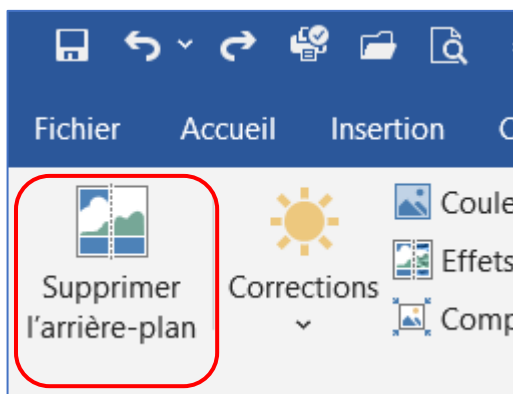 Fichier Accueil Insertion
Supprimer
l'arrière-plan
Corrections
Coule
Effets
Comp